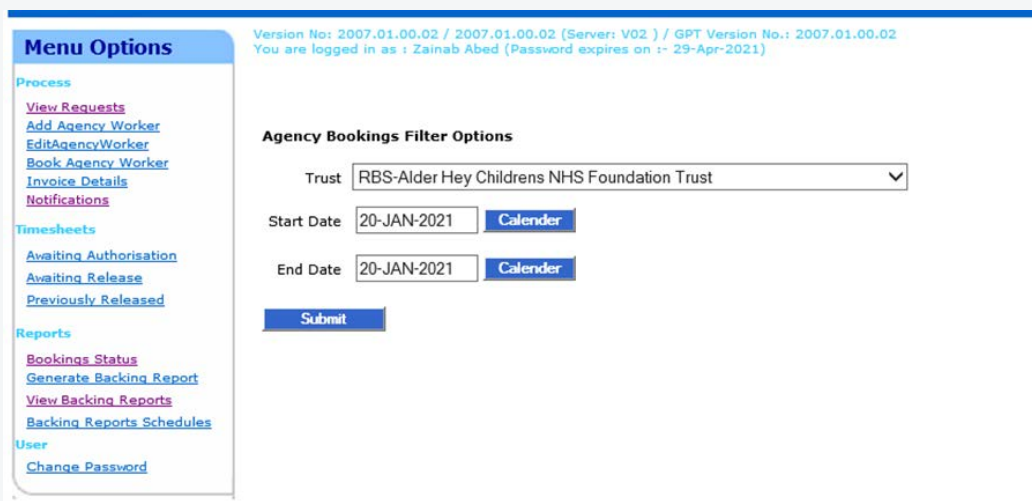 Menu Options
Process
View Requests
Add Agency Worker
EditAgencyWorker
Book Agency Worker
Invoice Details
Notifications
Timesheets
Awaiting Authorisation
Awaiting Release
Previously Released
Reports
Bookings Status
Generate Backing Report
View Backing Reports
Backing Reports Schedules
User
Change Password
Version No: 2007.01.00.02 / 2007.01.00.02 (Server: V02 ) / GPT Version No.: 2007.01.00.02
You are logged in as : Zainab Abed (Password expires on :- 29-Apr-2021)
Agency Bookings Filter Options
Trust RBS-Alder Hey Childrens NHS Foundation Trust
Start Date 20-JAN-2021 Calender
End Date 20-JAN-2021 Calender
Submit